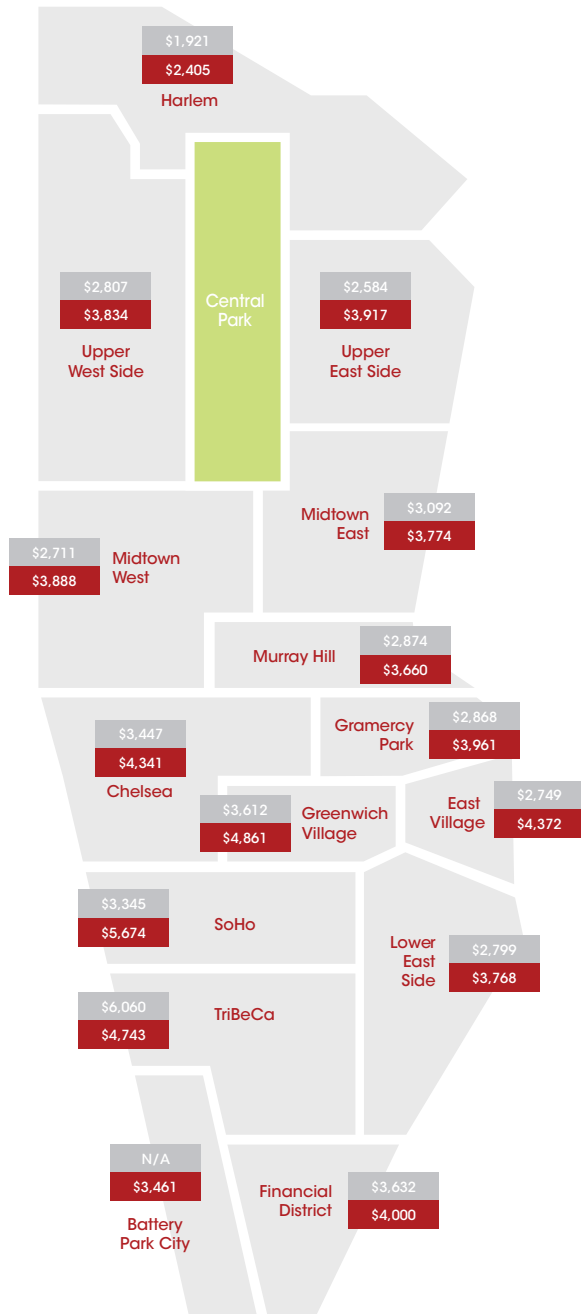 $1,921
$2,405
Harlem
$2,807
$3,834
Upper
West Side
Central
Park
$2,584
$3,917
Upper
East Side
Midtown
East
$3,092
$3,774
$2,711
$3,888
Midtown
West
Murray Hill
$2,874
$3,660
Gramercy
Park
$2,868
$3,961
$3,447
$4,341
Chelsea
$3,612
$4,861
Greenwich
Village
East
Village
$2,749
$4,372
$3,345
$5,674
SoHo
Lower
East
Side
$2,799
$3,768
$6,060
$4,743
TriBeCa
N/A
$3,461
Battery
Park City
Financial
District
$3,632
$4,000